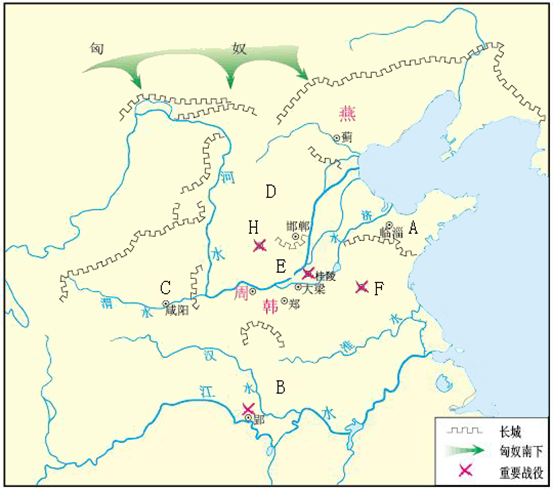 匈 奴
燕
蓟
D
河
水
H
邯郸
济
水
临淄
A
E
桂陵
F
C
渭
水
咸阳
周
韩
大梁
郑
淮
水
汉
水
B
江
水
郢
长城
匈奴南下
重要战役